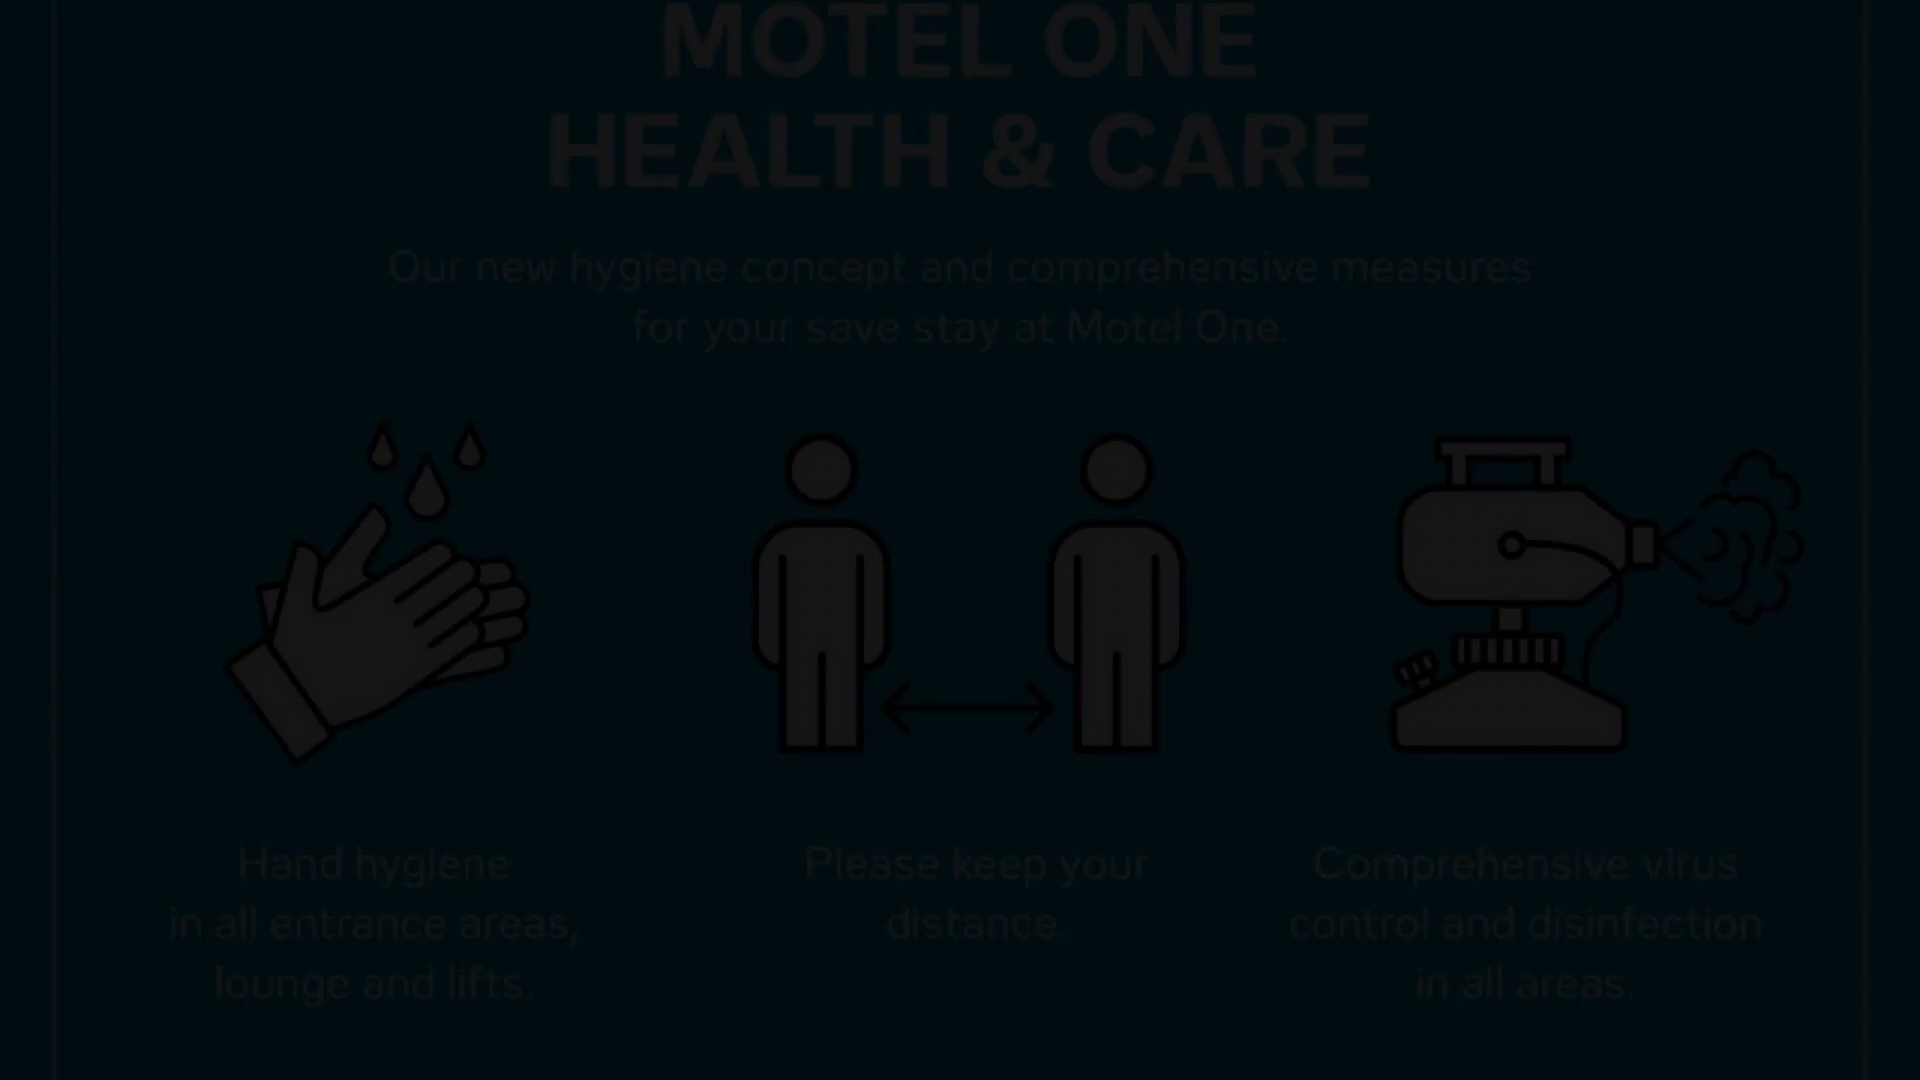 MOTEL ONE
HEALTH & CARE
Our new hygiene concept and comprehensive measures
for your save stay at Motel One.
Hand hygiene
in all entrance areas,
lounge and lifts.
Please keep your
distance.
Comprehensive virus
control and disinfection
in all areas.